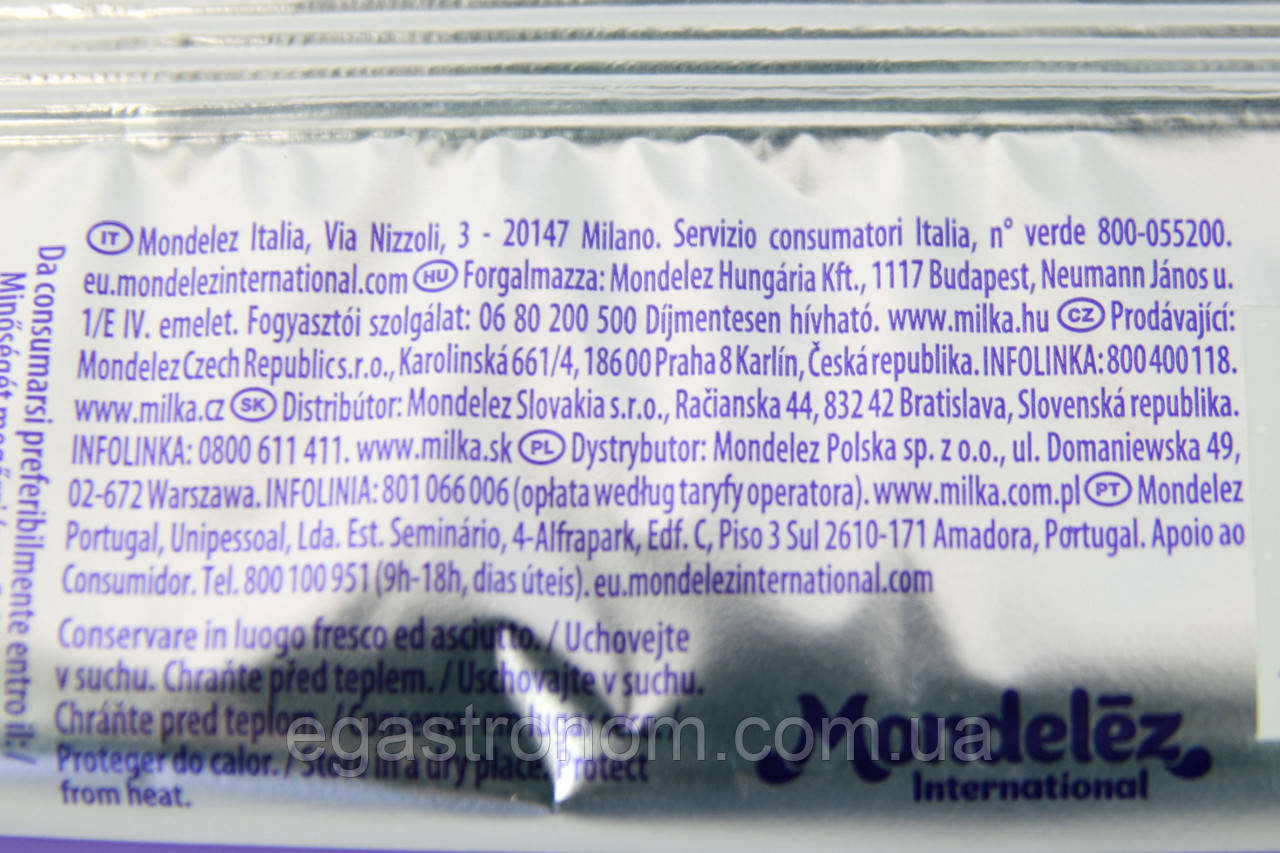 IT Mondelez Italia, Via Nizzoli, 3 - 20147 Milano. Servizio consumatori Italia, n° verde 800-055200.
eu.mondelezinternational.com HU Forgalmazza: Mondelez Hungária Kft., 1117 Budapest, Neumann János u.
1/E IV. emelet. Fogyasztói szolgálat: 06 80 200 500 Díjmentesen hívható. www.milka.hu CZ Prodávající:
Mondelez Czech Republic s.r.o., Karolinská 661/4, 186 00 Praha 8 Karlín, Česká republika. INFOLINKA: 800 400 118.
www.milka.cz SK Distribútor: Mondelez Slovakia s.r.o., Račianska 44, 832 42 Bratislava, Slovenská republika.
INFOLINKA: 0800 611 411. www.milka.sk PL Dystrybutor: Mondelez Polska sp. z o.o., ul. Domaniewska 49,
02-672 Warszawa. INFOLINIA: 801 066 006 (opłata według taryfy operatora). www.milka.com.pl PT Mondelez
Portugal, Unipessoal, Lda. Est. Seminário, 4-Alfrapark, Edf. C, Piso 3 Sul 2610-171 Amadora, Portugal. Apoio ao
Consumidor. Tel. 800 100 951 (9h-18h, dias úteis). eu.mondelezinternational.com
Conservare in luogo fresco ed asciutto. / Uchovejte
v suchu. Chraňte před teplem. / Uschovajte v suchu.
Chráňte pred teplom. / Conservar em lugar seco /
Proteger do calor. / Store in a dry place. Protect
from heat.
Da consumarsi preferibilmente entro il: /
Minőségét
egastronom.com.ua
Mondelēz
International